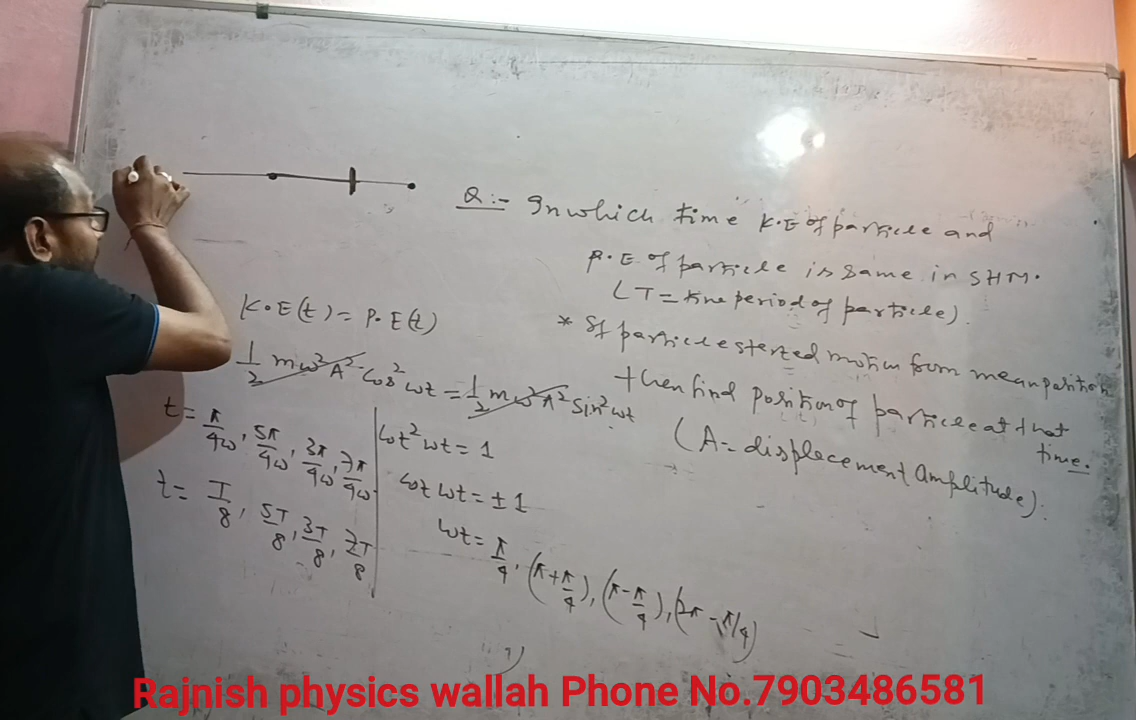 Q :- In which time K.E of particle and
P.E. of particle is same in SHM.
(T = time period of particle).
* If particle started motion from mean position
then find position of particle at that
time.
(A = displacement amplitude).
K.E(t) = P.E(t)
1/2 mω²A² cos²ωt = 1/2 mω²A² sin²ωt
cot²ωt = 1
cot ωt = ±1
ωt = π/4, (π+π/4), (π-π/4), (2π-π/4)
t = π/4ω, 5π/4ω, 3π/4ω, 7π/4ω
t = T/8, 5T/8, 3T/8, 7T/8
Rajnish physics wallah Phone No.7903486581